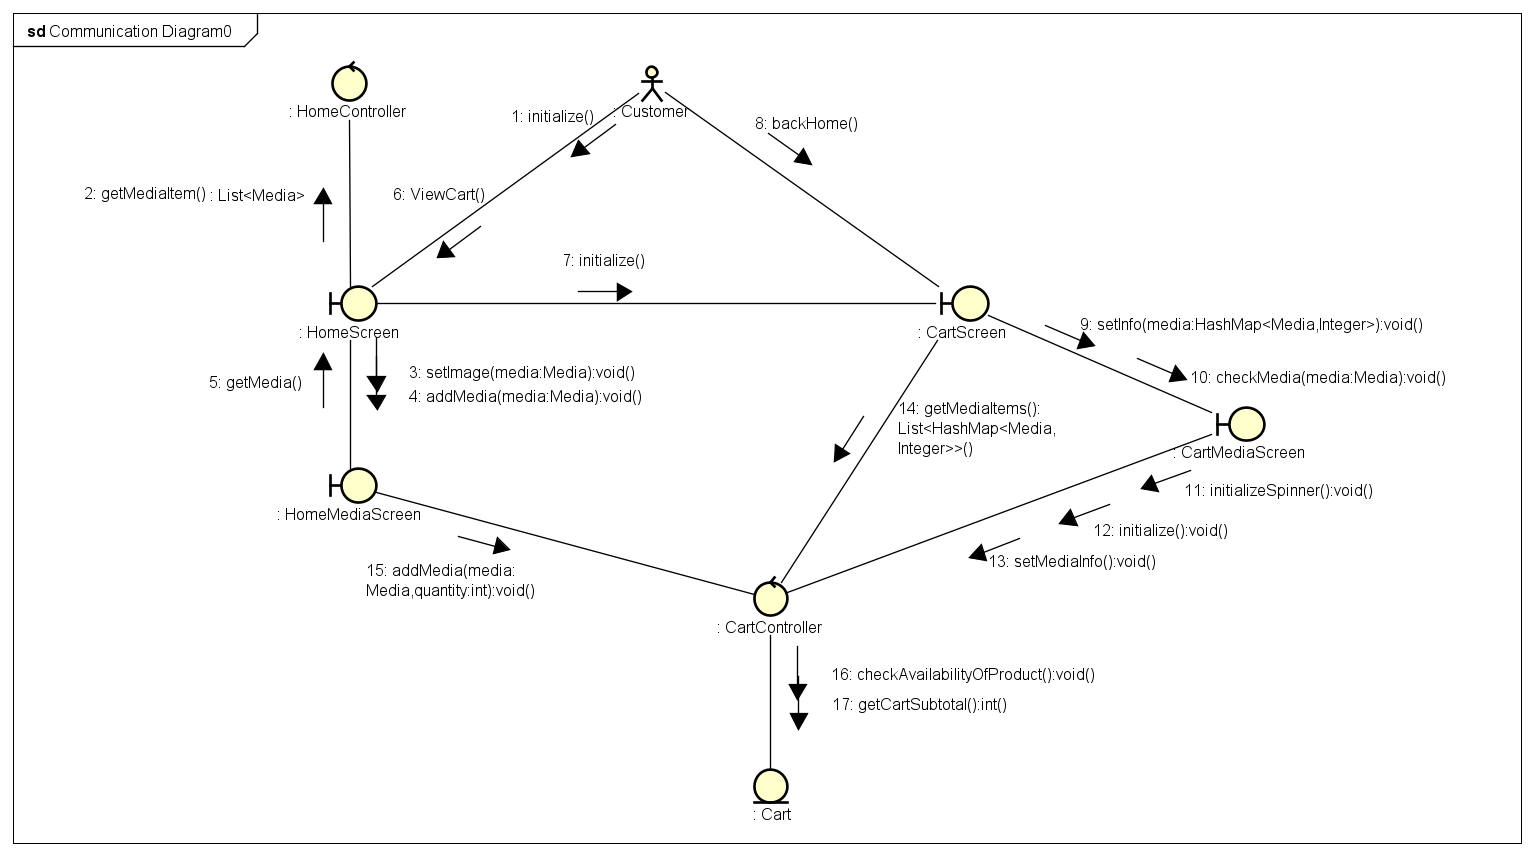 sd Communication Diagram0
: HomeController
: Customer
1: initialize()
8: backHome()
2: getMediaItem() : List<Media>
6: ViewCart()
7: initialize()
: HomeScreen
: CartScreen
9: setInfo(media:HashMap<Media,Integer>):void()
5: getMedia()
3: setImage(media:Media):void()
4: addMedia(media:Media):void()
10: checkMedia(media:Media):void()
14: getMediaItems():
List<HashMap<Media,
Integer>>()
: CartMediaScreen
11: initializeSpinner():void()
: HomeMediaScreen
12: initialize():void()
13: setMediaInfo():void()
15: addMedia(media:
Media,quantity:int):void()
: CartController
16: checkAvailabilityOfProduct():void()
17: getCartSubtotal():int()
: Cart